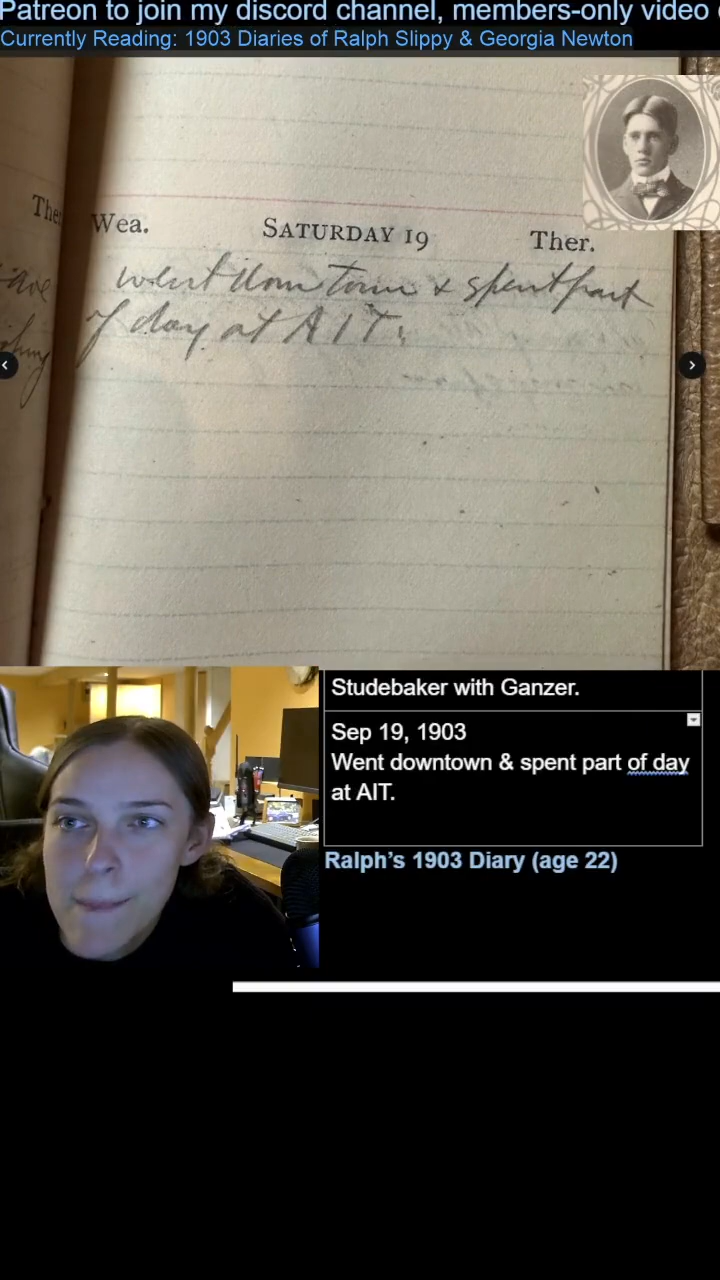 Patreon to join my discord channel, members-only video
Currently Reading: 1903 Diaries of Ralph Slippy & Georgia Newton
Ther.
Wea. SATURDAY 19 Ther.
went down town & spent part
of day at A I T.
Studebaker with Ganzer.
Sep 19, 1903
Went downtown & spent part of day
at AIT.
Ralph’s 1903 Diary (age 22)